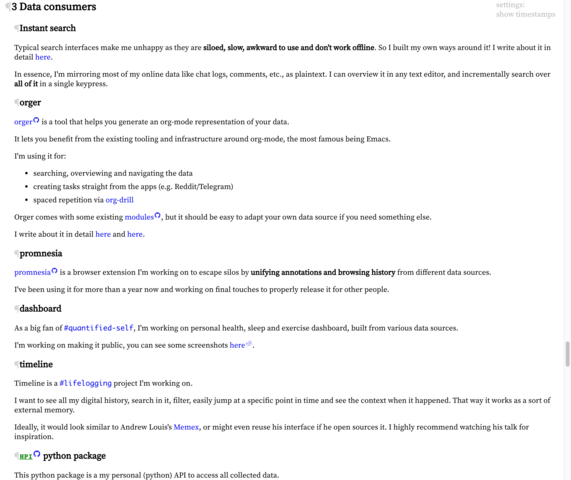 3 Data consumers
settings:
show timestamps
Instant search
Typical search interfaces make me unhappy as they are siloed, slow, awkward to use and don't work offline. So I built my own ways around it! I write about it in
detail here.
In essence, I'm mirroring most of my online data like chat logs, comments, etc., as plaintext. I can overview it in any text editor, and incrementally search over
all of it in a single keypress.
orger
orger is a tool that helps you generate an org-mode representation of your data.
It lets you benefit from the existing tooling and infrastructure around org-mode, the most famous being Emacs.
I'm using it for:
• searching, overviewing and navigating the data
• creating tasks straight from the apps (e.g. Reddit/Telegram)
• spaced repetition via org-drill
Orger comes with some existing modules, but it should be easy to adapt your own data source if you need something else.
I write about it in detail here and here.
promnesia
promnesia is a browser extension I'm working on to escape silos by unifying annotations and browsing history from different data sources.
I've been using it for more than a year now and working on final touches to properly release it for other people.
dashboard
As a big fan of #quantified-self, I'm working on personal health, sleep and exercise dashboard, built from various data sources.
I'm working on making it public, you can see some screenshots here.
timeline
Timeline is a #lifelogging project I'm working on.
I want to see all my digital history, search in it, filter, easily jump at a specific point in time and see the context when it happened. That way it works as a sort of
external memory.
Ideally, it would look similar to Andrew Louis's Memex, or might even reuse his interface if he open sources it. I highly recommend watching his talk for
inspiration.
HPI python package
This python package is a my personal (python) API to access all collected data.